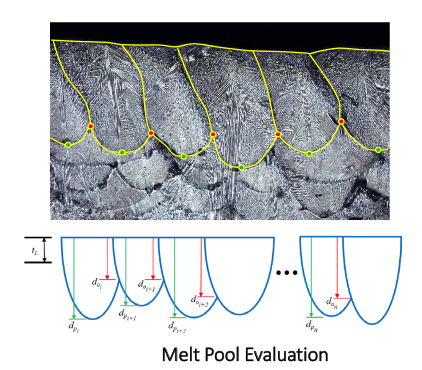 t_L
d_{o_i}
d_{o_{i+1}}
d_{o_{i+2}}
d_{o_n}
d_{p_i}
d_{p_{i+1}}
d_{p_{i+2}}
d_{p_n}
Melt Pool Evaluation